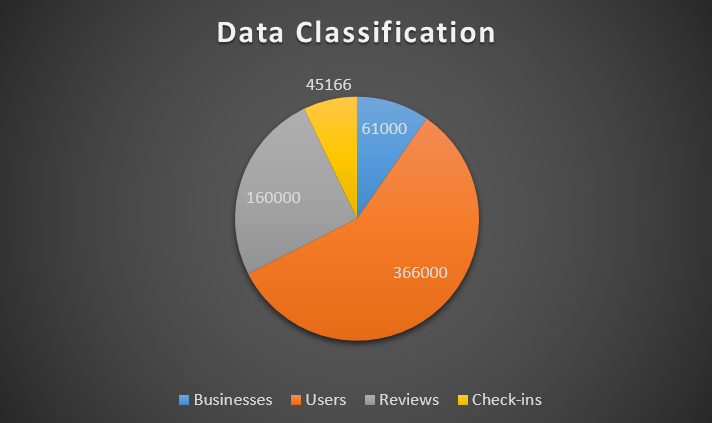 Data Classification
45166
61000
160000
366000
Businesses Users Reviews Check-ins